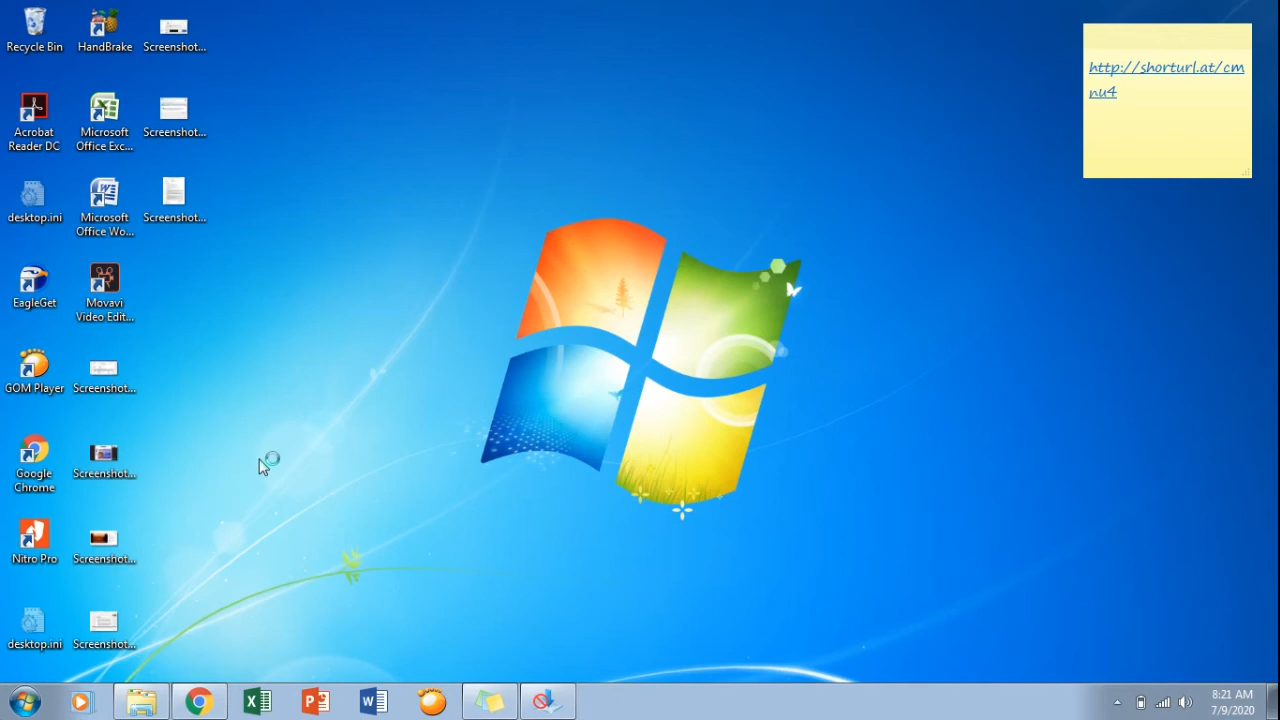 Recycle Bin
HandBrake
Screenshot...
Acrobat
Reader DC
Microsoft
Office Exc...
Screenshot...
desktop.ini
Microsoft
Office Wo...
Screenshot...
EagleGet
Movavi
Video Edit...
GOM Player
Screenshot...
Google
Chrome
Screenshot...
Nitro Pro
Screenshot...
desktop.ini
Screenshot...
http://shorturl.at/cm
nu4
8:21 AM
7/9/2020